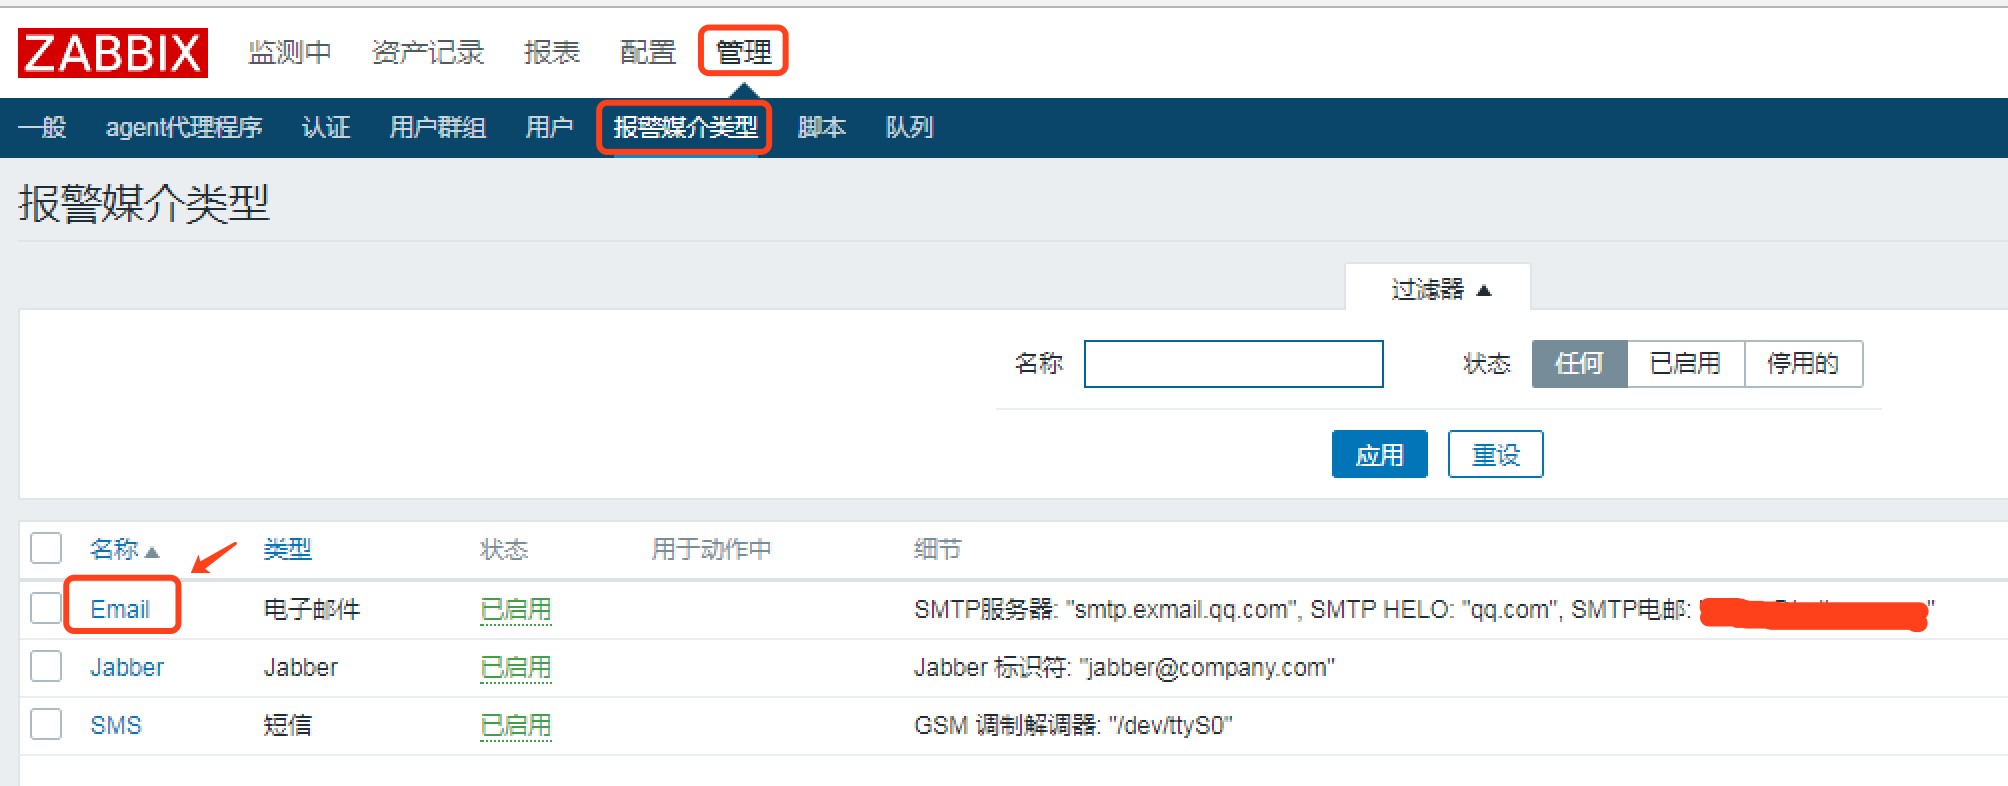 ZABBIX 监测中 资产记录 报表 配置 管理
一般 agent代理程序 认证 用户群组 用户 报警媒介类型 脚本 队列
报警媒介类型
过滤器 ▲
名称 状态 任何 已启用 停用的
应用 重设
名称▲ 类型 状态 用于动作中 细节
Email 电子邮件 已启用 SMTP服务器: "smtp.exmail.qq.com", SMTP HELO: "qq.com", SMTP电邮: "
Jabber Jabber 已启用 Jabber 标识符: "jabber@company.com"
SMS 短信 已启用 GSM 调制解调器: "/dev/ttyS0"